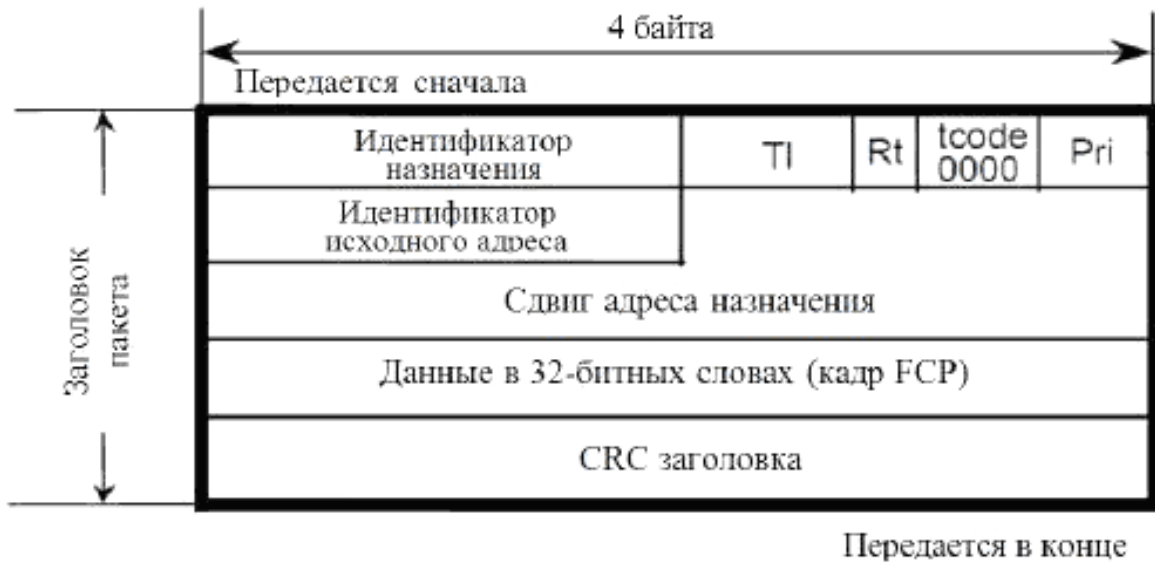 4 байта
Передается сначала
Идентификатор
назначения
Tl
Rt
tcode
0000
Pri
Идентификатор
исходного адреса
Сдвиг адреса назначения
Данные в 32-битных словах (кадр FCP)
CRC заголовка
Заголовок
пакета
Передается в конце